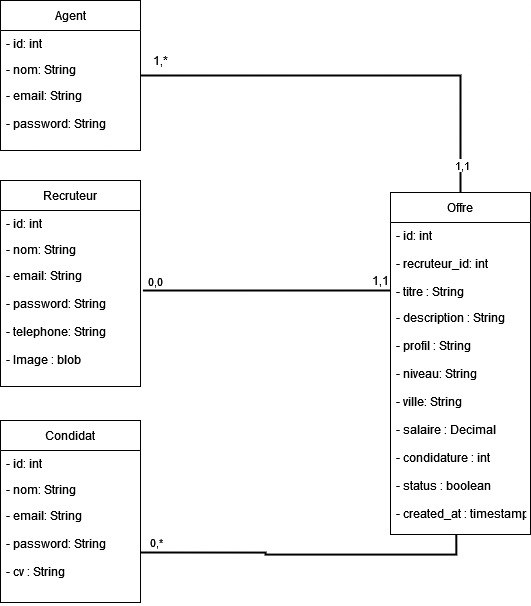 Agent
- id: int
- nom: String
- email: String
- password: String
1,*
1,1
Recruteur
- id: int
- nom: String
- email: String
- password: String
- telephone: String
- Image : blob
0,0
1,1
Offre
- id: int
- recruteur_id: int
- titre : String
- description : String
- profil : String
- niveau: String
- ville: String
- salaire : Decimal
- condidature : int
- status : boolean
- created_at : timestamp
Condidat
- id: int
- nom: String
- email: String
- password: String
- cv : String
0,*